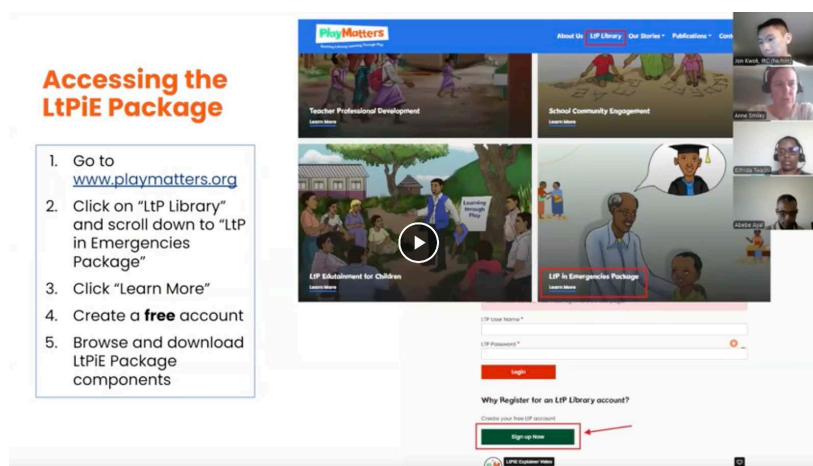 Accessing the
LtPiE Package
1. Go to
www.playmatters.org
2. Click on “LtP Library”
and scroll down to “LtP
in Emergencies
Package”
3. Click “Learn More”
4. Create a free account
5. Browse and download
LtPiE Package
components
PlayMatters
About Us LtP Library Our Stories Publications
Teacher Professional Development
Learn More
School Community Engagement
Learn More
Learning
through
Play
LtP Edutainment for Children
Learn More
LtP in Emergencies Package
Learn More
LTP User Name *
LTP Password *
Login
Why Register for an LtP Library account?
Create your free LtP account
Sign up Now
LtPiE Explainer Video
Jon Kwok, IRC (he/him)
Anne Smiley